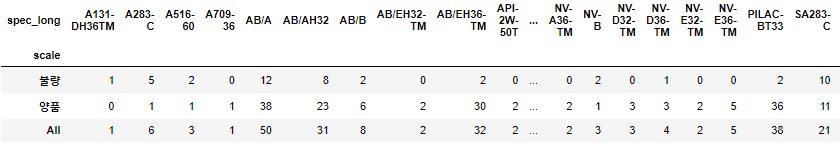 spec_long A131-DH36TM A283-C A516-60 A709-36 AB/A AB/AH32 AB/B AB/EH32-TM AB/EH36-TM API-2W-50T ... NV-A36-TM NV-B NV-D32-TM NV-D36-TM NV-E32-TM NV-E36-TM PILAC-BT33 SA283-C
scale
불량 1 5 2 0 12 8 2 0 2 0 ... 0 2 0 1 0 0 2 10
양품 0 1 1 1 38 23 6 2 30 2 ... 2 1 3 3 2 5 36 11
All 1 6 3 1 50 31 8 2 32 2 ... 2 3 3 4 2 5 38 21